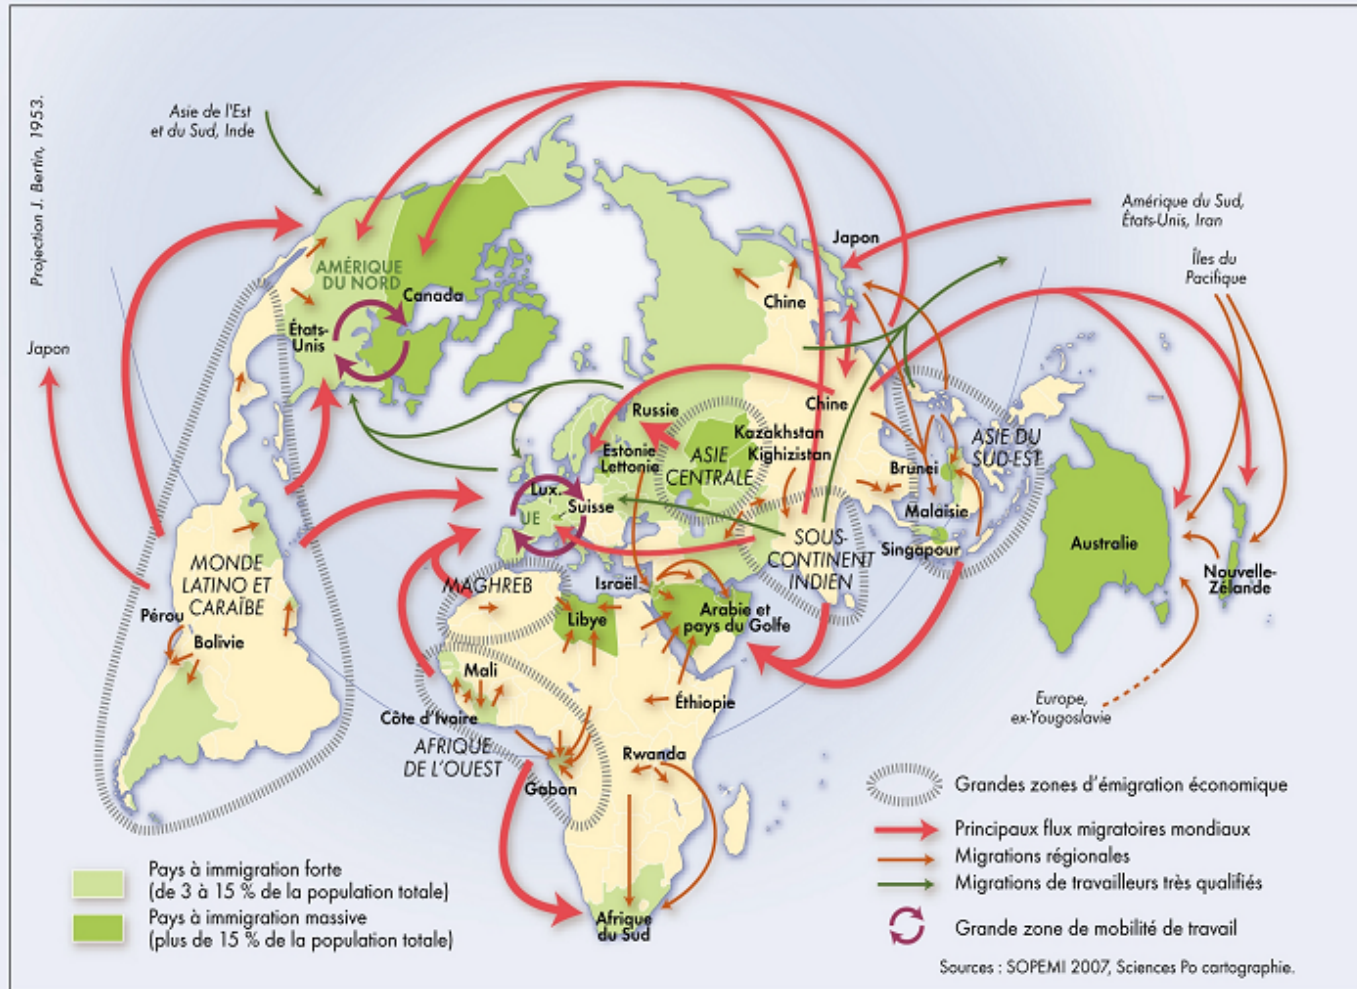 Projection J. Bertin, 1953.
Asie de l'Est
et du Sud, Inde
Amérique du Sud,
États-Unis, Iran
Îles du
Pacifique
Japon
Japon
AMÉRIQUE
DU NORD
Canada
États-
Unis
Chine
Chine
Russie
Estonie
Lettonie
Kazakhstan
Kighizistan
ASIE
CENTRALE
Lux.
Suisse
UE
ASIE DU
SUD-EST
Brunei
Malaisie
Singapour
SOUS-
CONTINENT
INDIEN
Australie
Nouvelle-
Zélande
MONDE
LATINO ET
CARAÏBE
Pérou
Bolivie
MAGHREB
Israël
Libye
Arabie et
pays du Golfe
Mali
Côte d'Ivoire
AFRIQUE
DE L'OUEST
Gabon
Éthiopie
Rwanda
Afrique
du Sud
Europe,
ex-Yougoslavie
Pays à immigration forte
(de 3 à 15 % de la population totale)
Pays à immigration massive
(plus de 15 % de la population totale)
Grandes zones d'émigration économique
Principaux flux migratoires mondiaux
Migrations régionales
Migrations de travailleurs très qualifiés
Grande zone de mobilité de travail
Sources : SOPEMI 2007, Sciences Po cartographie.